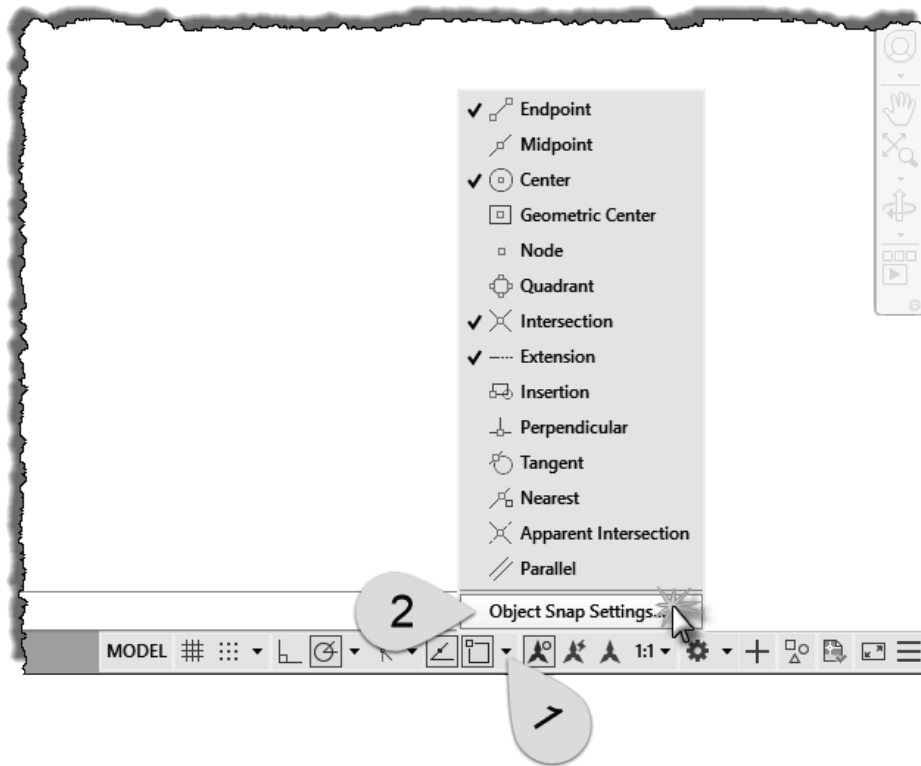 Endpoint
Midpoint
Center
Geometric Center
Node
Quadrant
Intersection
Extension
Insertion
Perpendicular
Tangent
Nearest
Apparent Intersection
Parallel
2 Object Snap Settings...
MODEL 1:1
1